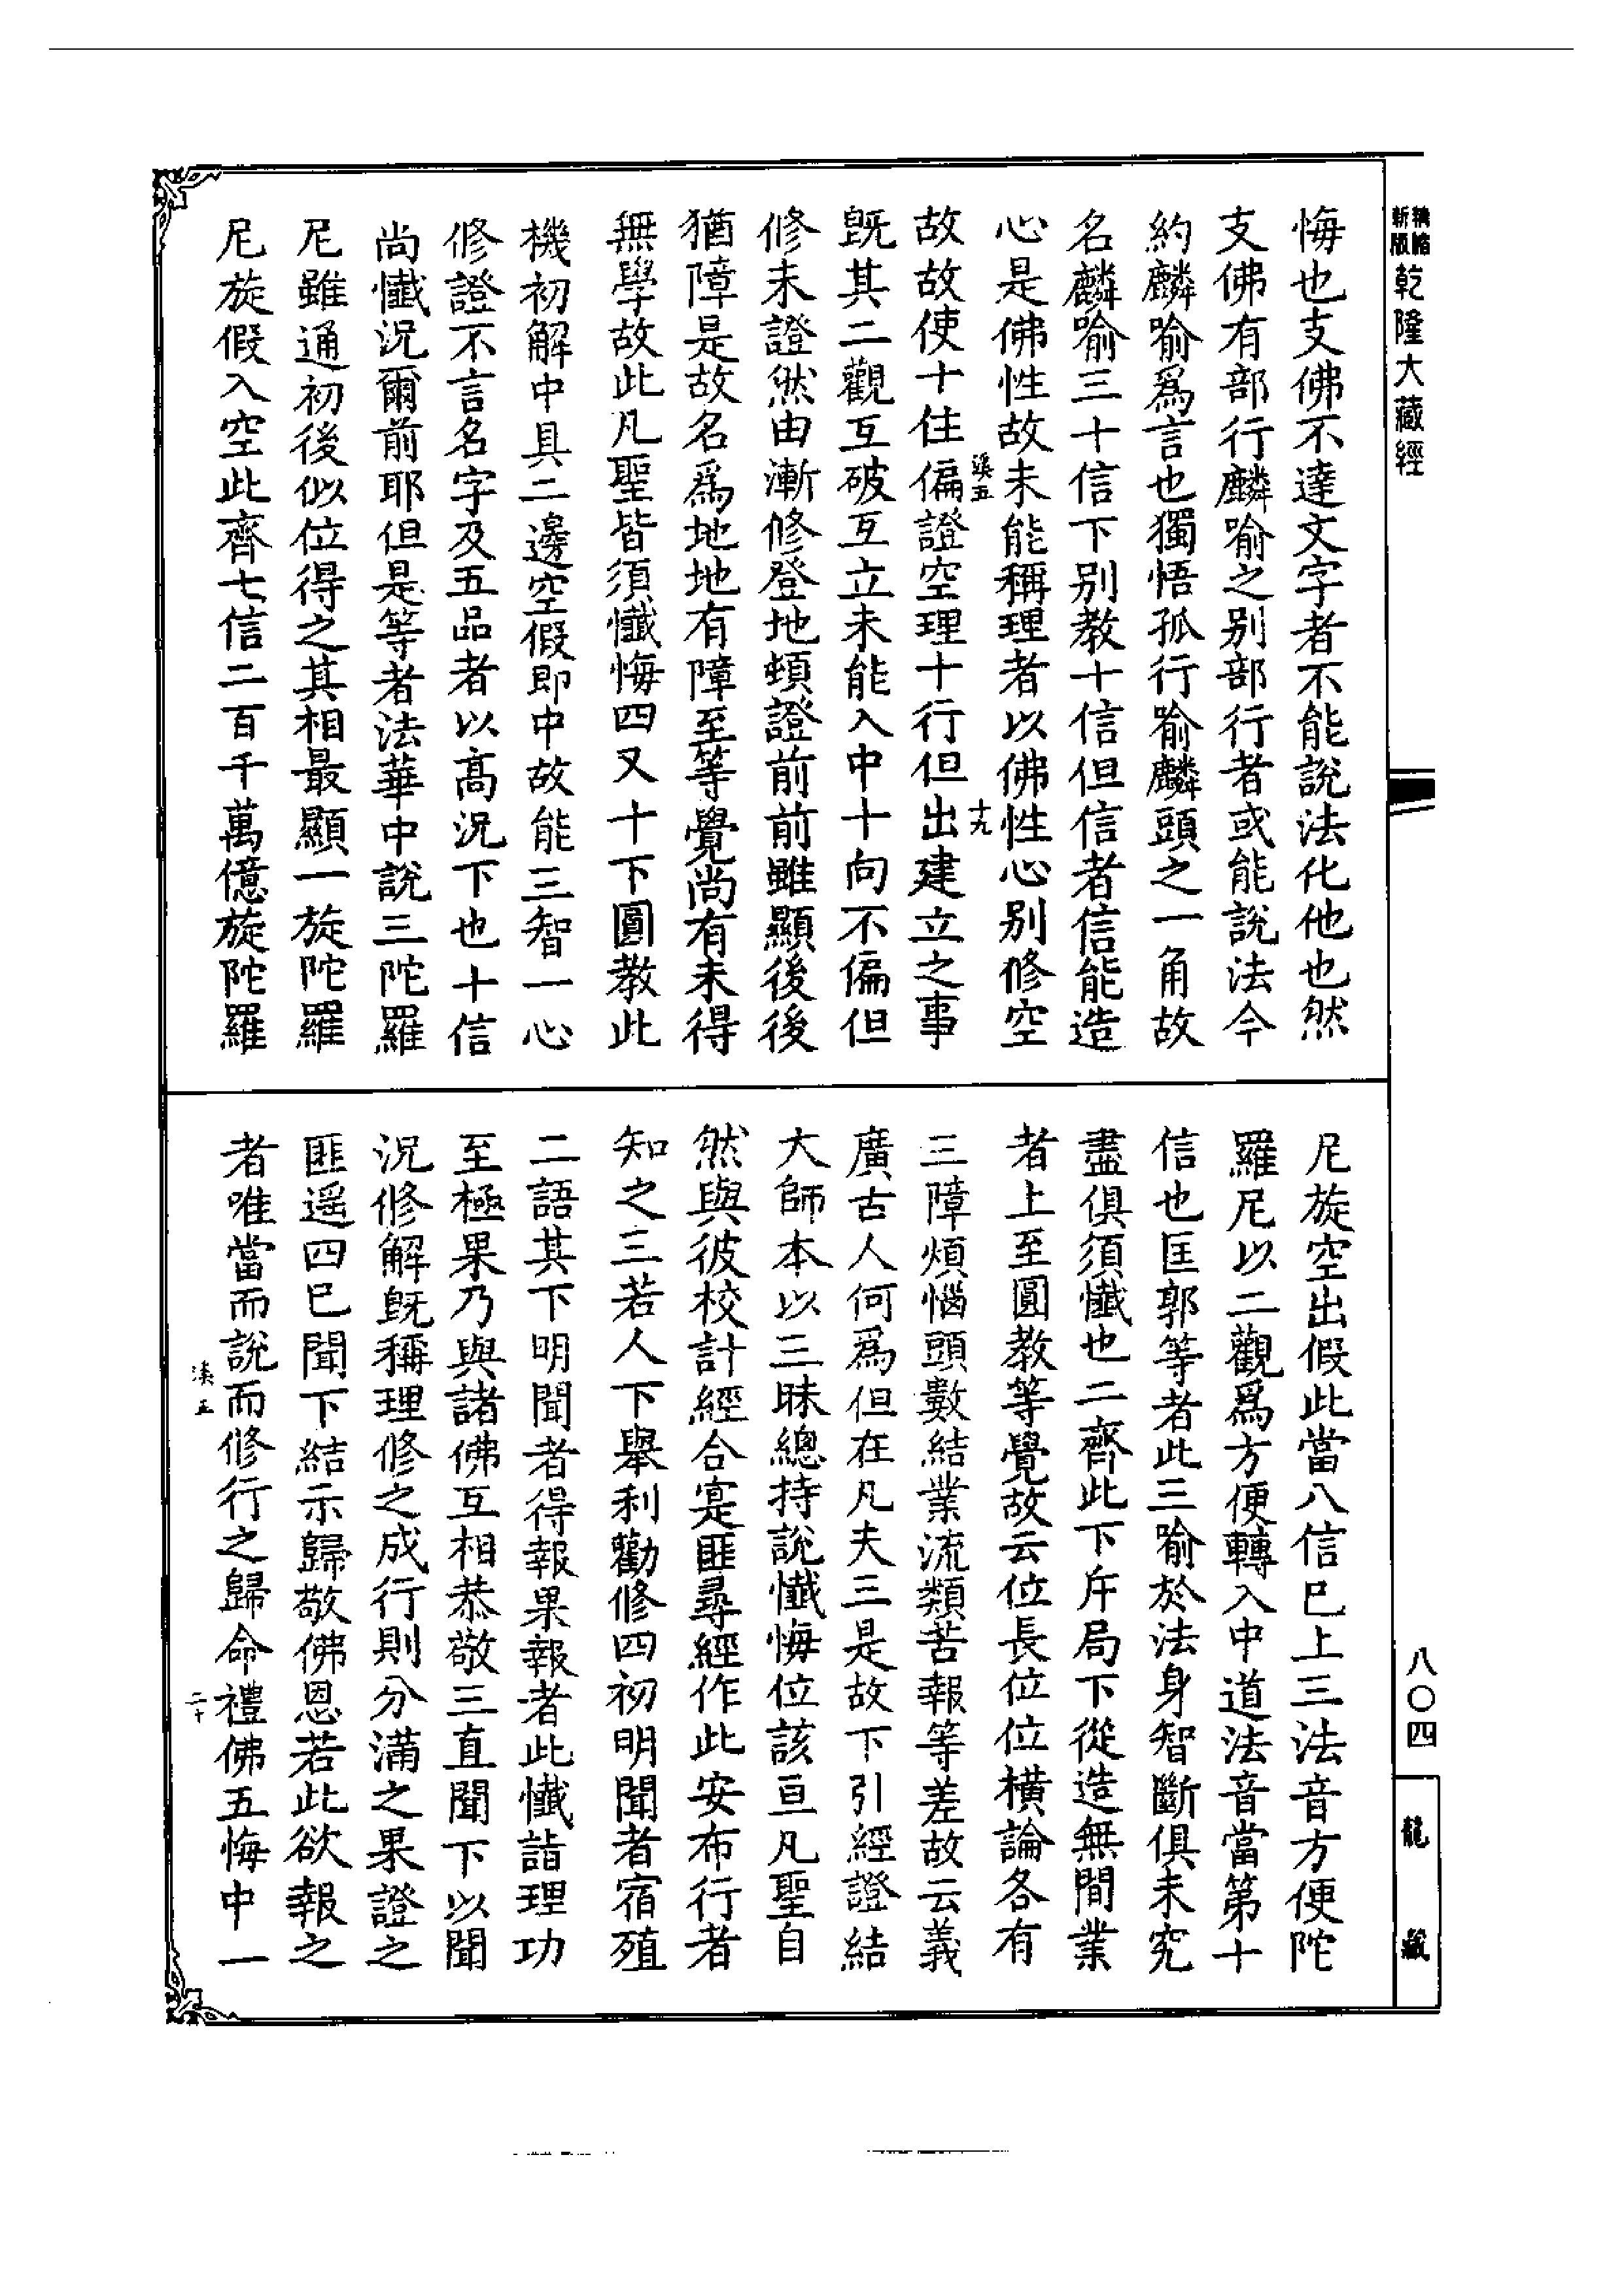 精縮
新版
乾隆大藏經
悔也支佛不達文字者不能說法化他也然
支佛有部行麟喻之别部行者或能說法今
約麟喻爲言也獨悟孤行喻麟頭之一角故
名麟喻三十信下别教十信但信者信能造
心是佛性故未能稱理者以佛性心别修空
溪五
十九
故故使十住偏證空理十行但出建立之事
既其二觀互破互立未能入中十向不偏但
修未證然由漸修登地頓證前前雖顯後後
猶障是故名爲地地有障至等覺尚有未得
無學故此凡聖皆須懺悔四又十下圓教此
機初解中具二邊空假即中故能三智一心
修證不言名字及五品者以高況下也十信
尚懺況爾前耶但是等者法華中說三陀羅
尼雖通初後似位得之其相最顯一旋陀羅
尼旋假入空此齊七信二百千萬億旋陀羅
尼旋空出假此當八信巳上三法音方便陀
羅尼以二觀爲方便轉入中道法音當第十
信也匡郭等者此三喻於法身智斷俱未究
盡俱須懺也二齊此下斥局下從造無間業
者上至圓教等覺故云位長位位橫論各有
三障煩惱頭數結業流類苦報等差故云義
廣古人何爲但在凡夫三是故下引經證結
大師本以三昧總持說懺悔位該亘凡聖自
然與彼校計經合寔匪尋經作此安布行者
知之三若人下舉利勸修四初明聞者宿殖
二語其下明聞者得報果報者此懺詣理功
至極果乃與諸佛互相恭敬三直聞下以聞
況修解旣稱理修之成行則分滿之果證之
匪遥四巳聞下結示歸敬佛恩若此欲報之
者唯當而說而修行之歸命禮佛五悔中一
溪五
二十
八〇四
龍藏